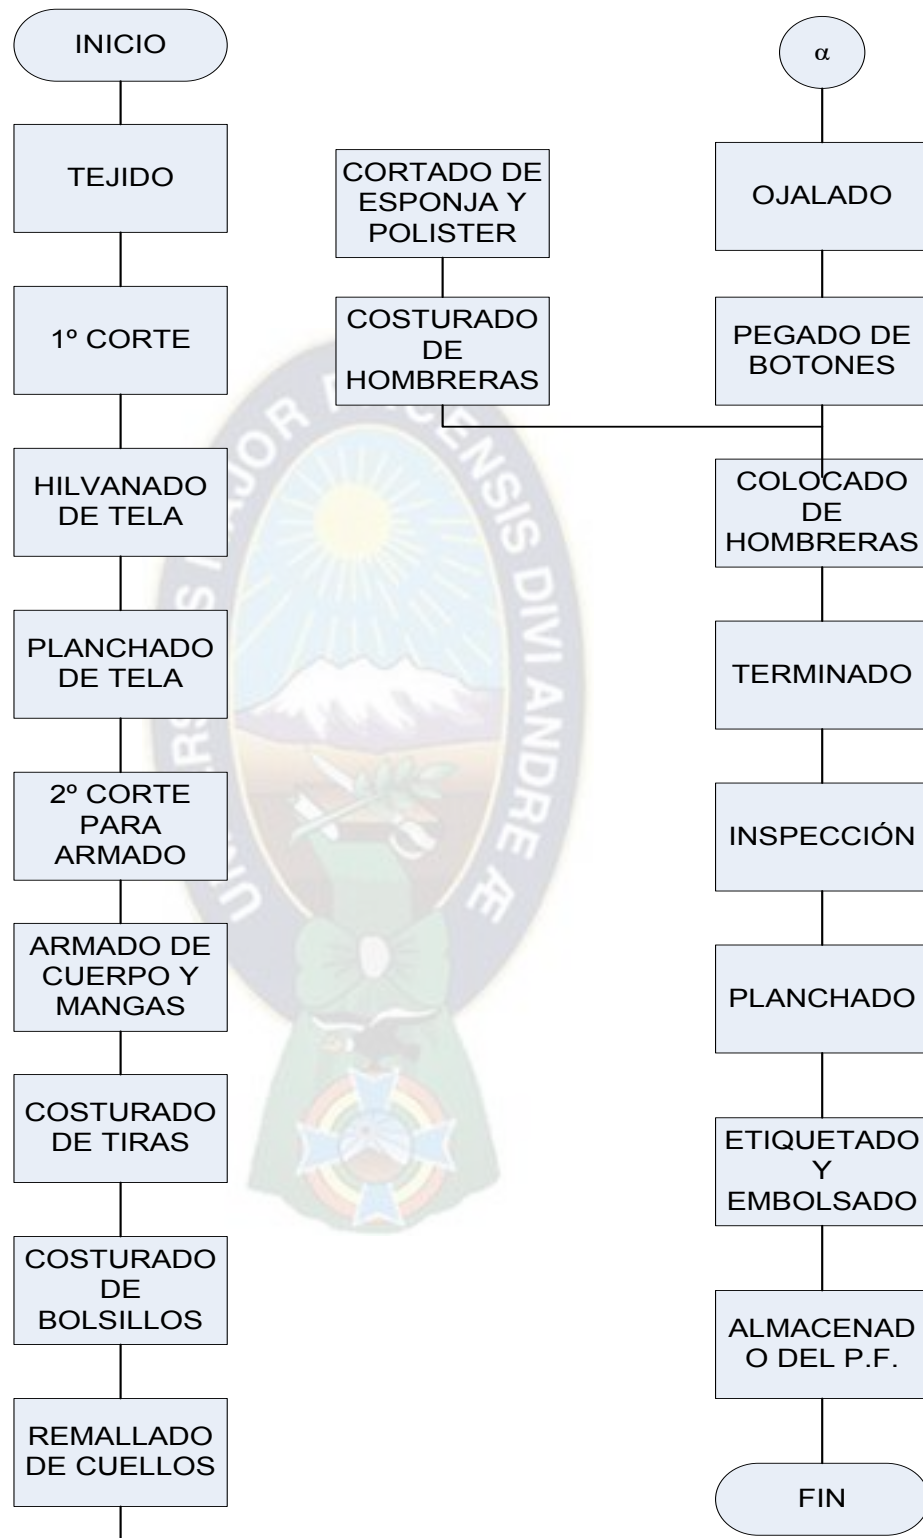 INICIO
TEJIDO
1º CORTE
HILVANADO
DE TELA
PLANCHADO
DE TELA
2º CORTE
PARA
ARMADO
ARMADO DE
CUERPO Y
MANGAS
COSTURADO
DE TIRAS
COSTURADO
DE
BOLSILLOS
REMALLADO
DE CUELLOS
CORTADO DE
ESPONJA Y
POLISTER
COSTURADO
DE
HOMBRERAS
α
OJALADO
PEGADO DE
BOTONES
COLOCADO
DE
HOMBRERAS
TERMINADO
INSPECCIÓN
PLANCHADO
ETIQUETADO
Y
EMBOLSADO
ALMACENAD
O DEL P.F.
FIN